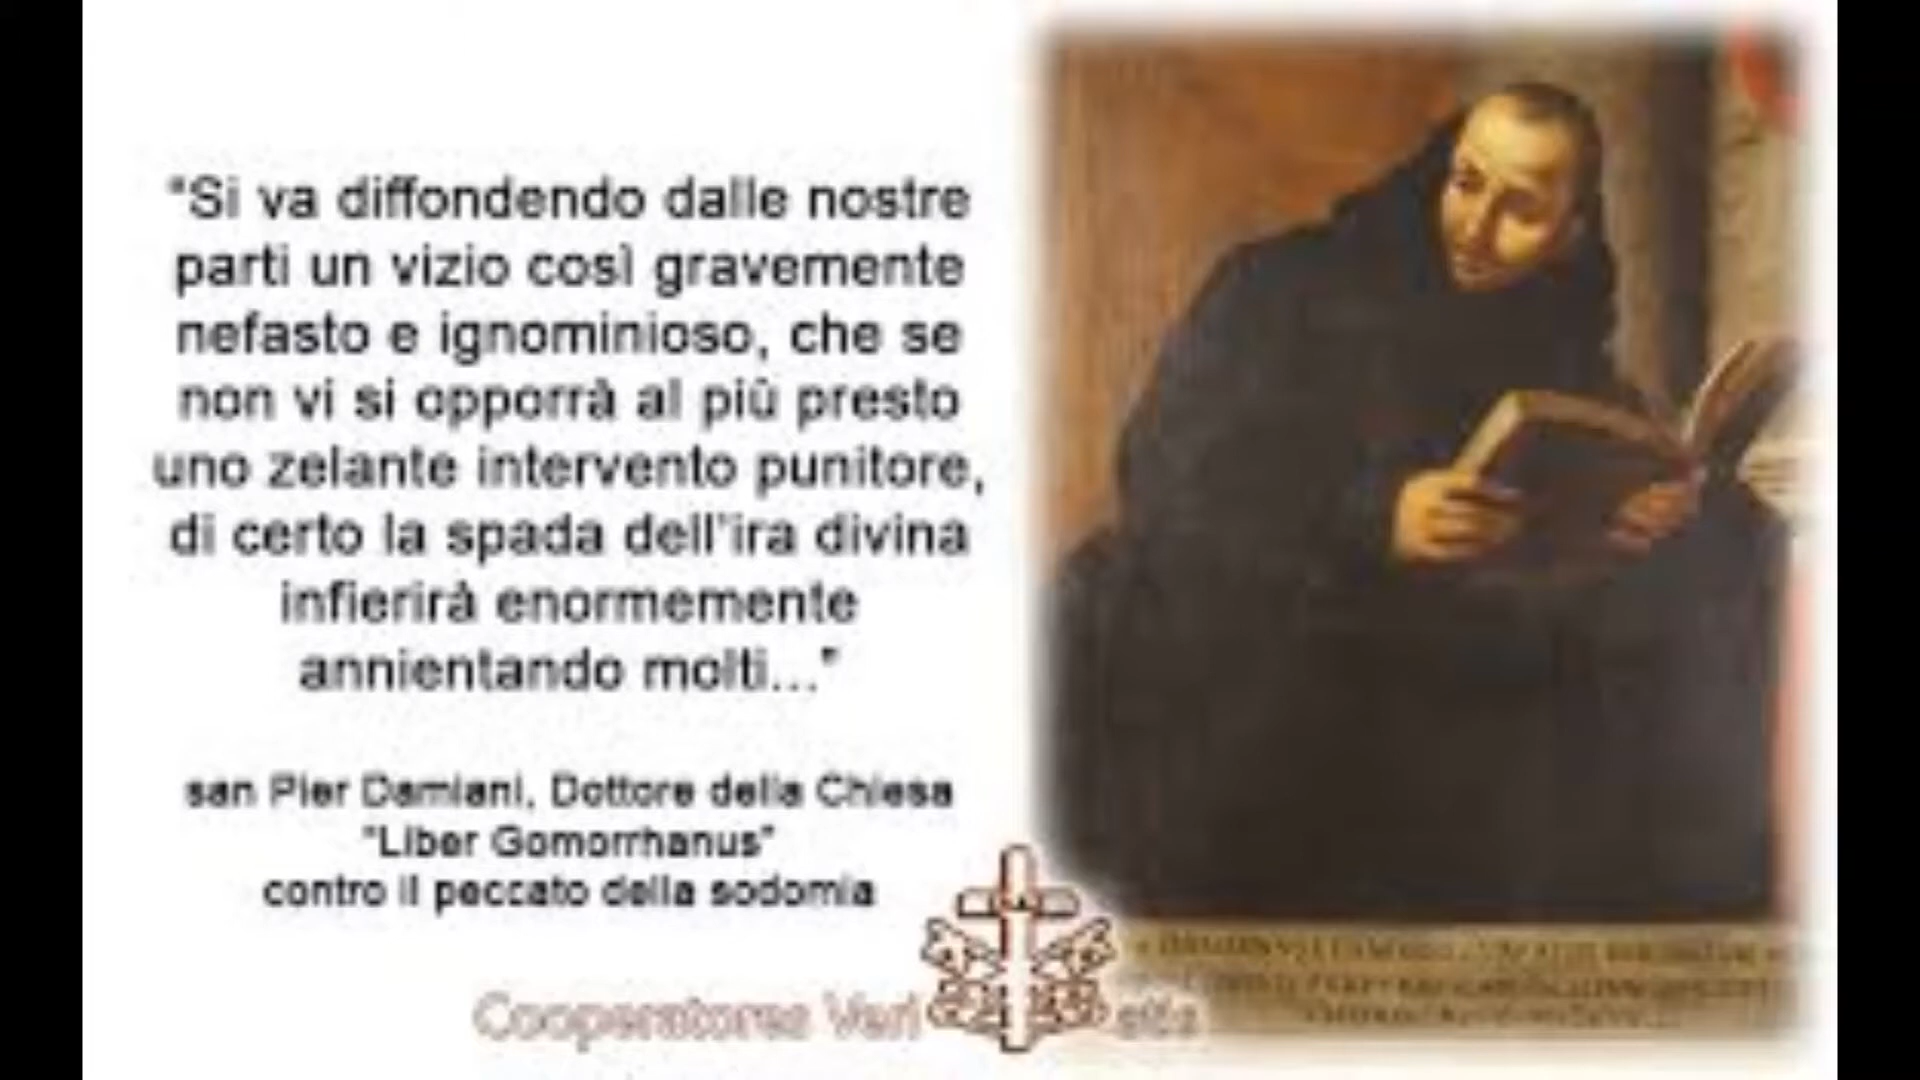 "Si va diffondendo dalle nostre
parti un vizio così gravemente
nefasto e ignominioso, che se
non vi si opporrà al più presto
uno zelante intervento punitore,
di certo la spada dell'ira divina
infierirà enormemente
annientando molti..."
san Pier Damiani, Dottore della Chiesa
"Liber Gomorrhanus"
contro il peccato della sodomia
Cooperatores Veri